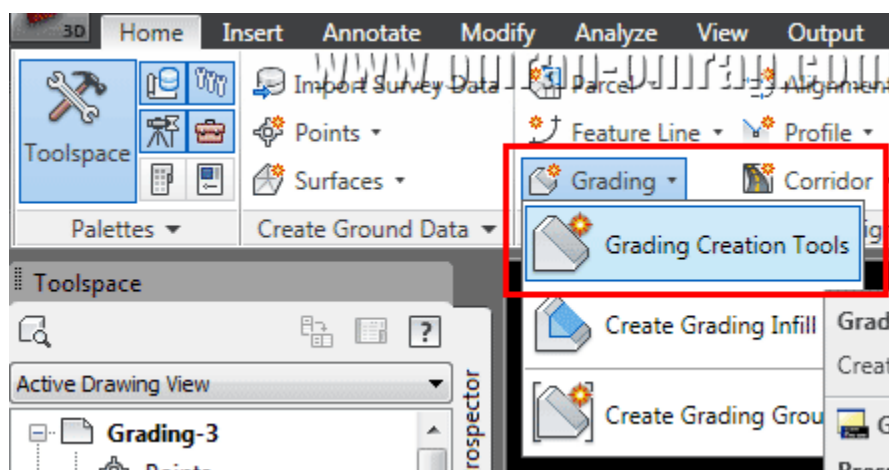 3D Home Insert Annotate Modify Analyze View Output
Import Survey Data Parcel Alignment
Points Feature Line Profile
Toolspace
Surfaces Grading Corridor
Palettes Create Ground Data
Grading Creation Tools
Toolspace
Create Grading Infill
Active Drawing View
Create Grading
Grading-3
Points